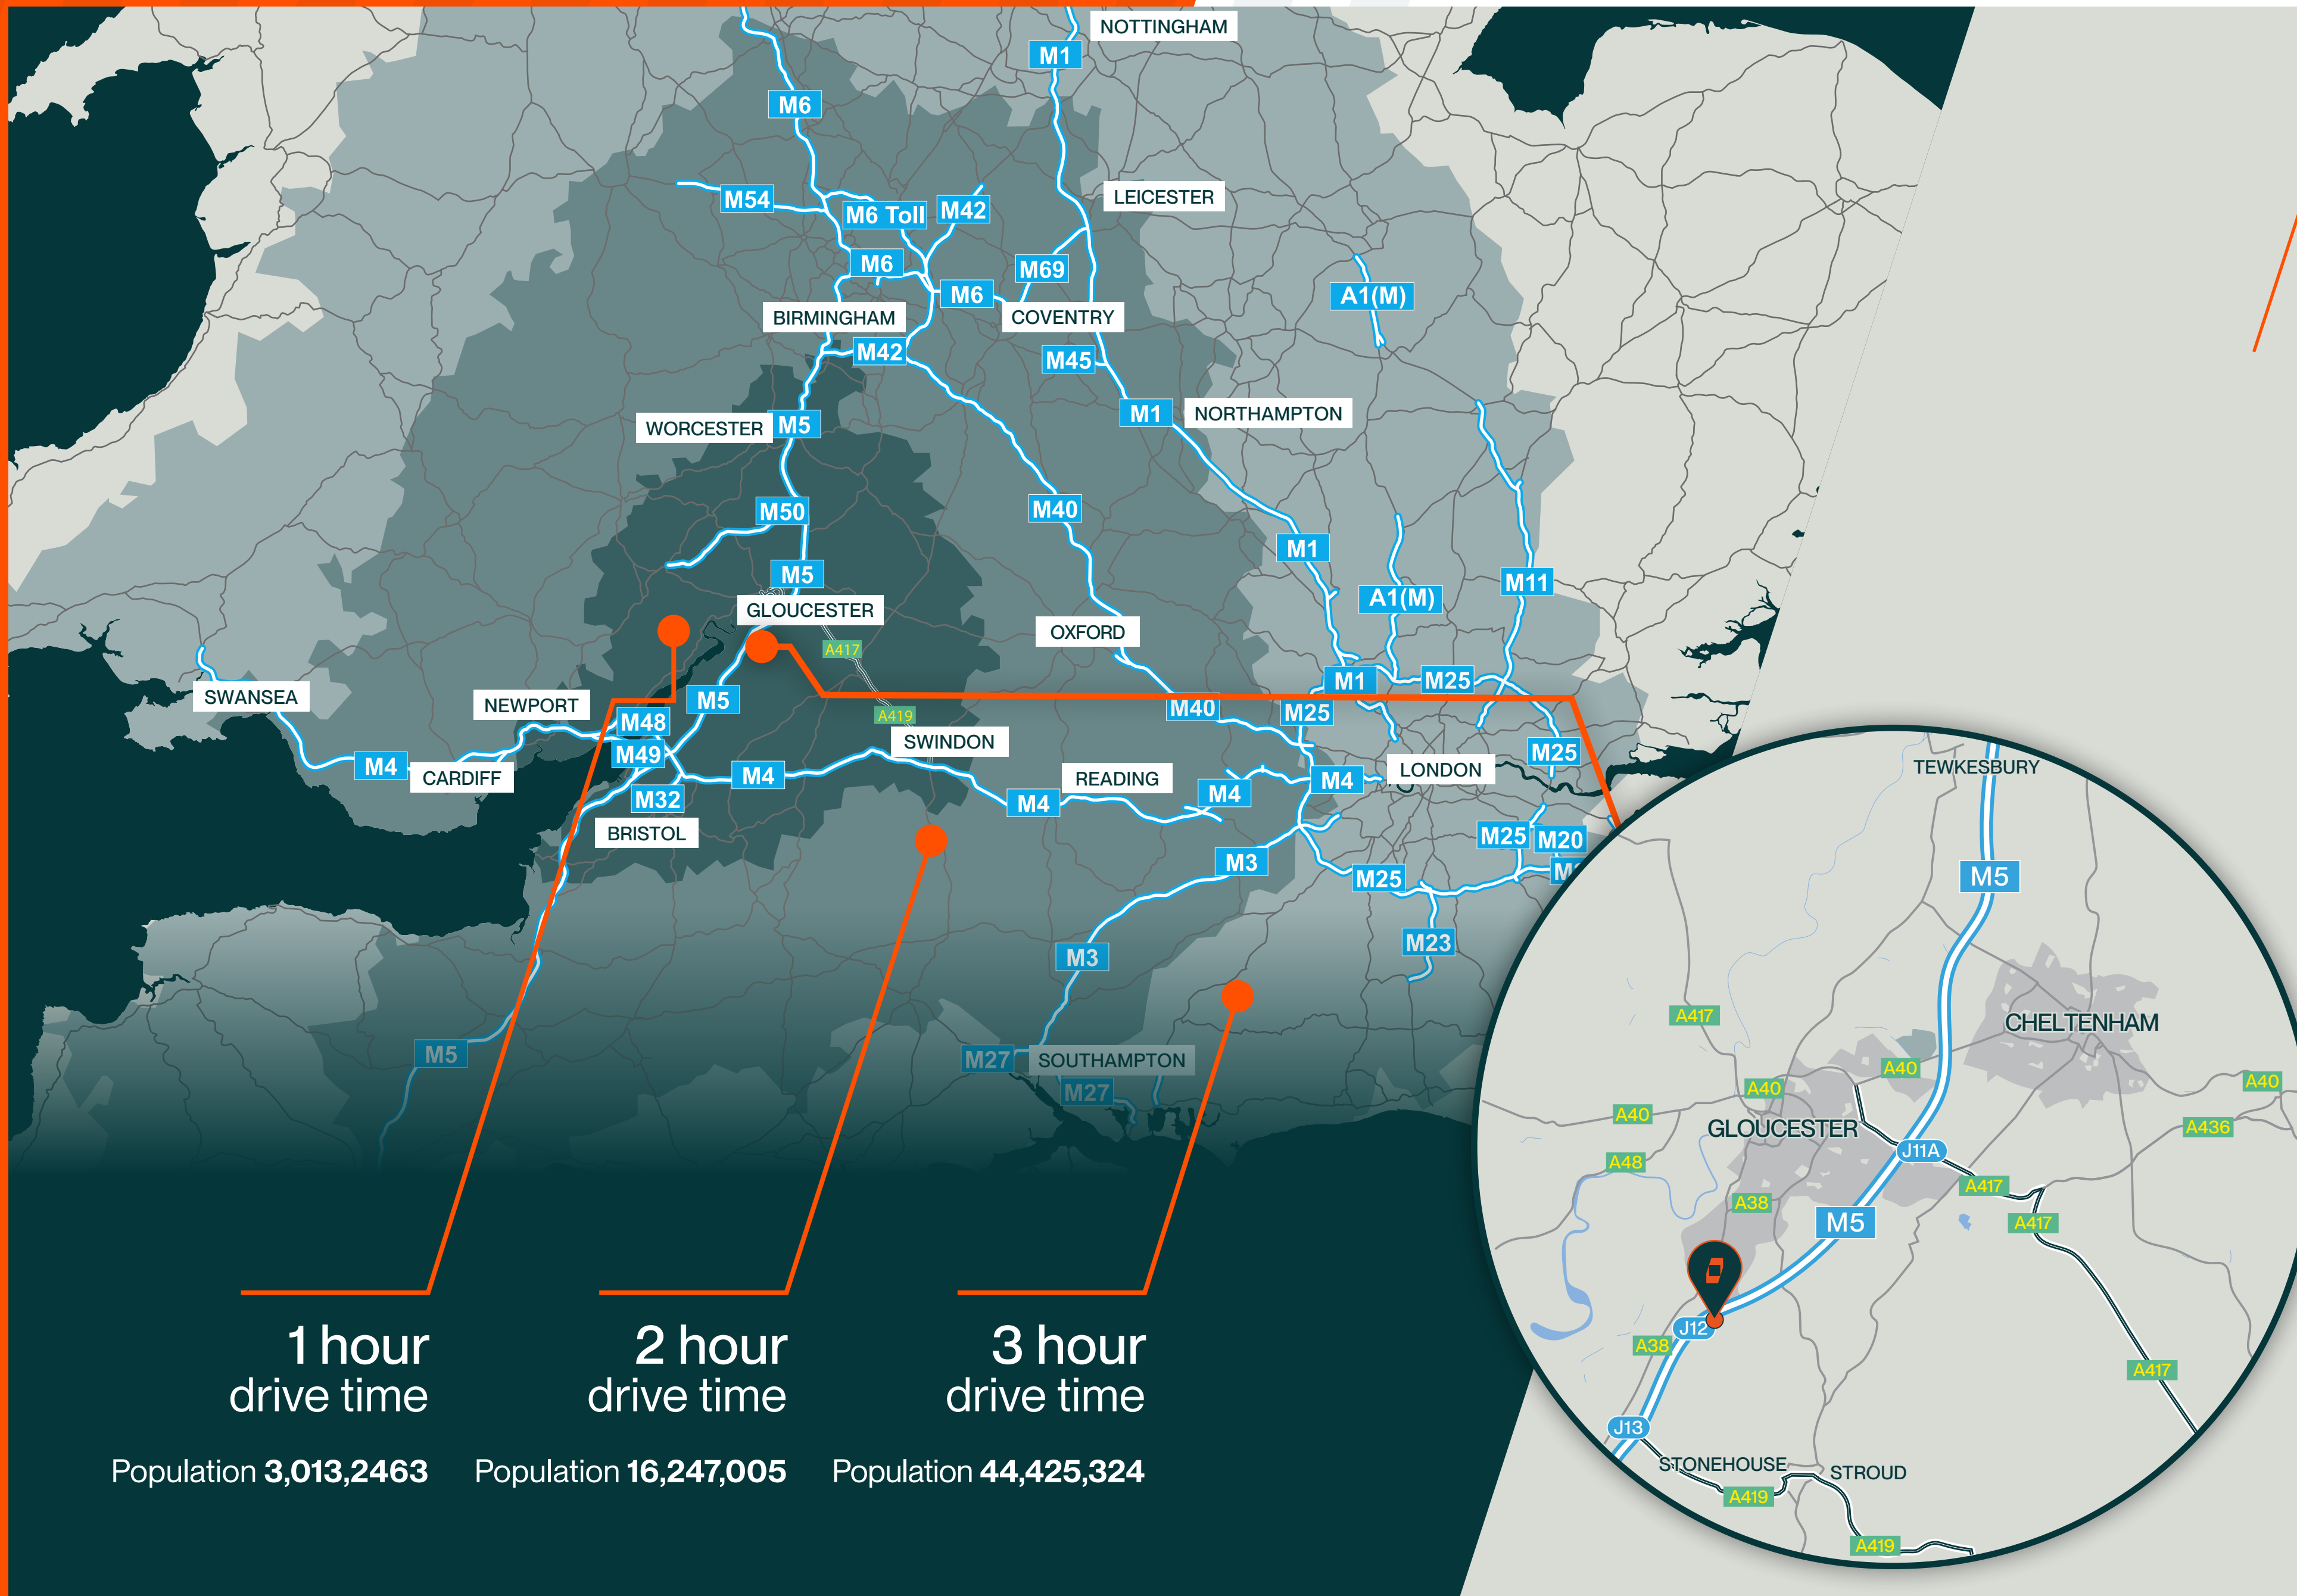 NOTTINGHAM
M1
M6
M54
M6 Toll
M42
LEICESTER
M6
M69
M6
A1(M)
BIRMINGHAM
COVENTRY
M42
M45
WORCESTER
M5
M1
NORTHAMPTON
M50
M40
M1
M5
A1(M)
M11
GLOUCESTER
OXFORD
A417
M1
M25
SWANSEA
NEWPORT
M5
M48
A419
M40
M25
M49
SWINDON
M25
M4
CARDIFF
M4
READING
M4
M4
M4
LONDON
M32
BRISTOL
M25
M20
M3
M25
M23
M3
M5
M27
SOUTHAMPTON
M27
TEWKESBURY
M5
A417
CHELTENHAM
A40
A40
A40
A40
GLOUCESTER
A436
J11A
A48
A417
A38
M5
A417
J12
A38
A417
J13
STONEHOUSE
STROUD
A419
A419
1 hour
drive time
Population 3,013,2463
2 hour
drive time
Population 16,247,005
3 hour
drive time
Population 44,425,324